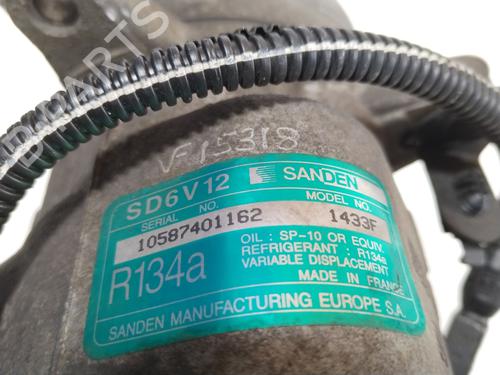 VF15318
SD6V12 SANDEN
SERIAL NO. MODEL NO.
10587401162 1433F
OIL : SP-10 OR EQUIV.
REFRIGERANT : R134a
VARIABLE DISPLACEMENT
R134a MADE IN FRANCE
SANDEN MANUFACTURING EUROPE S.A.
B PARTS